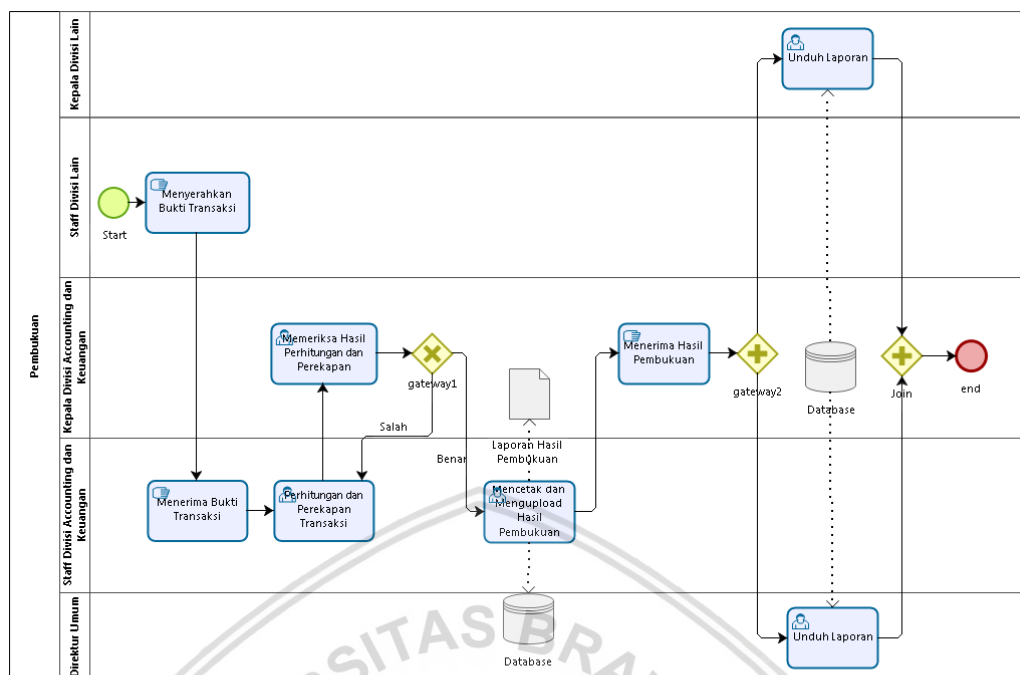 Pembukuan
Kepala Divisi Lain
Unduh Laporan
Staff Divisi Lain
Menyerahkan
Bukti Transaksi
Start
Kepala Divisi Accounting dan
Keuangan
Memeriksa Hasil
Perhitungan dan
Perekapan
gateway1
Salah
Benar
Laporan Hasil
Pembukuan
Menerima Hasil
Pembukuan
gateway2
Database
Join
end
Staff Divisi Accounting dan
Keuangan
Menerima Bukti
Transaksi
Perhitungan dan
Perekapan
Transaksi
Mencetak dan
Mengupload
Hasil
Pembukuan
Direktur Umum
Database
Unduh Laporan
SITAS BRA